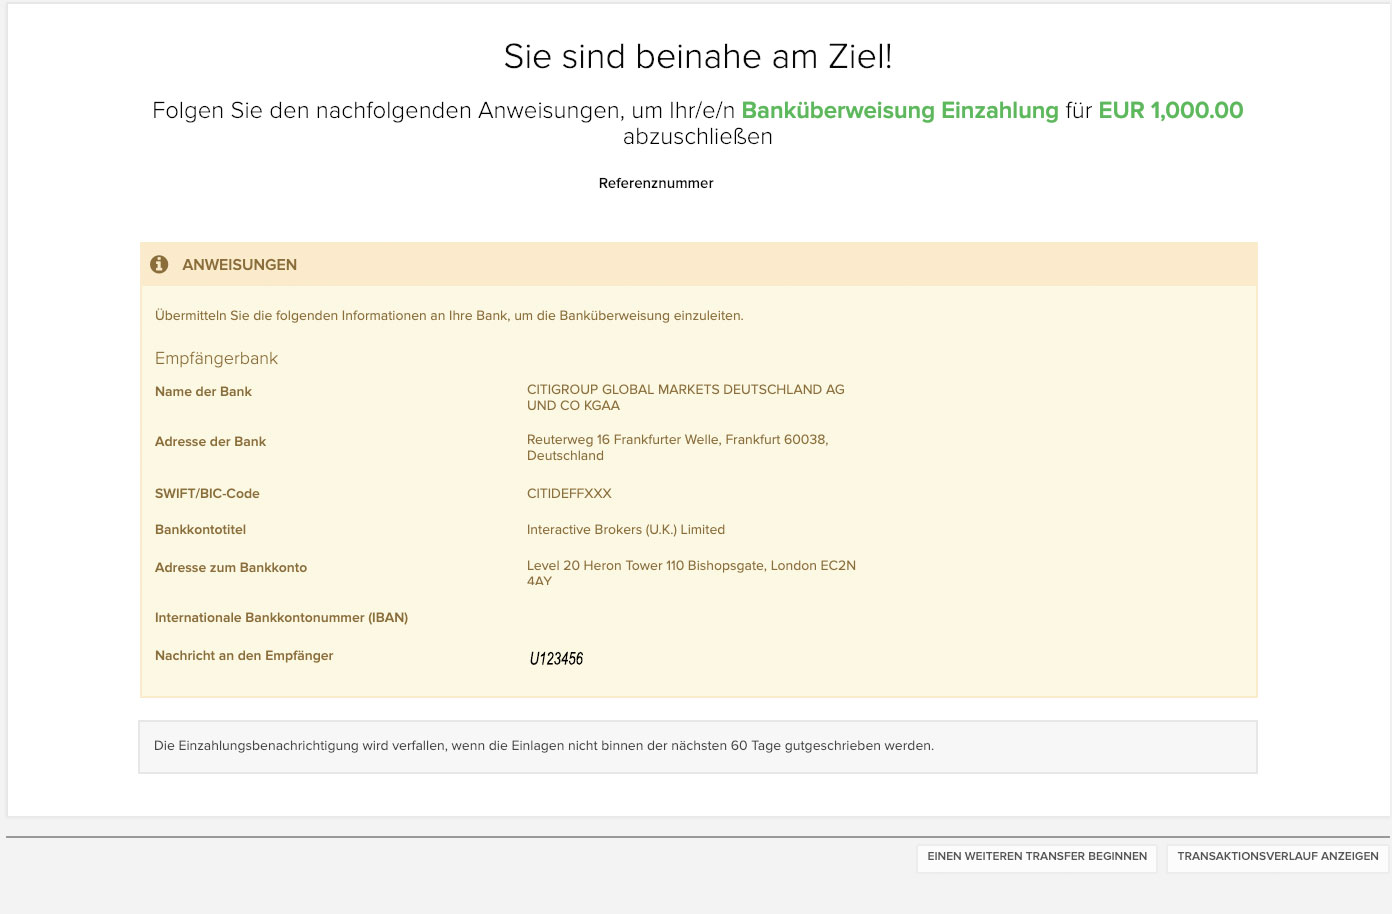 Sie sind beinahe am Ziel!
Folgen Sie den nachfolgenden Anweisungen, um Ihr/e/n Banküberweisung Einzahlung für EUR 1,000.00
abzuschließen
Referenznummer
ANWEISUNGEN
Übermitteln Sie die folgenden Informationen an Ihre Bank, um die Banküberweisung einzuleiten.
Empfängerbank
Name der Bank CITIGROUP GLOBAL MARKETS DEUTSCHLAND AG
UND CO KGAA
Adresse der Bank Reuterweg 16 Frankfurter Welle, Frankfurt 60038,
Deutschland
SWIFT/BIC-Code CITIDEFFXXX
Bankkontotitel Interactive Brokers (U.K.) Limited
Adresse zum Bankkonto Level 20 Heron Tower 110 Bishopsgate, London EC2N
4AY
Internationale Bankkontonummer (IBAN)
Nachricht an den Empfänger U123456
Die Einzahlungsbenachrichtigung wird verfallen, wenn die Einlagen nicht binnen der nächsten 60 Tage gutgeschrieben werden.
EINEN WEITEREN TRANSFER BEGINNEN TRANSAKTIONSVERLAUF ANZEIGEN